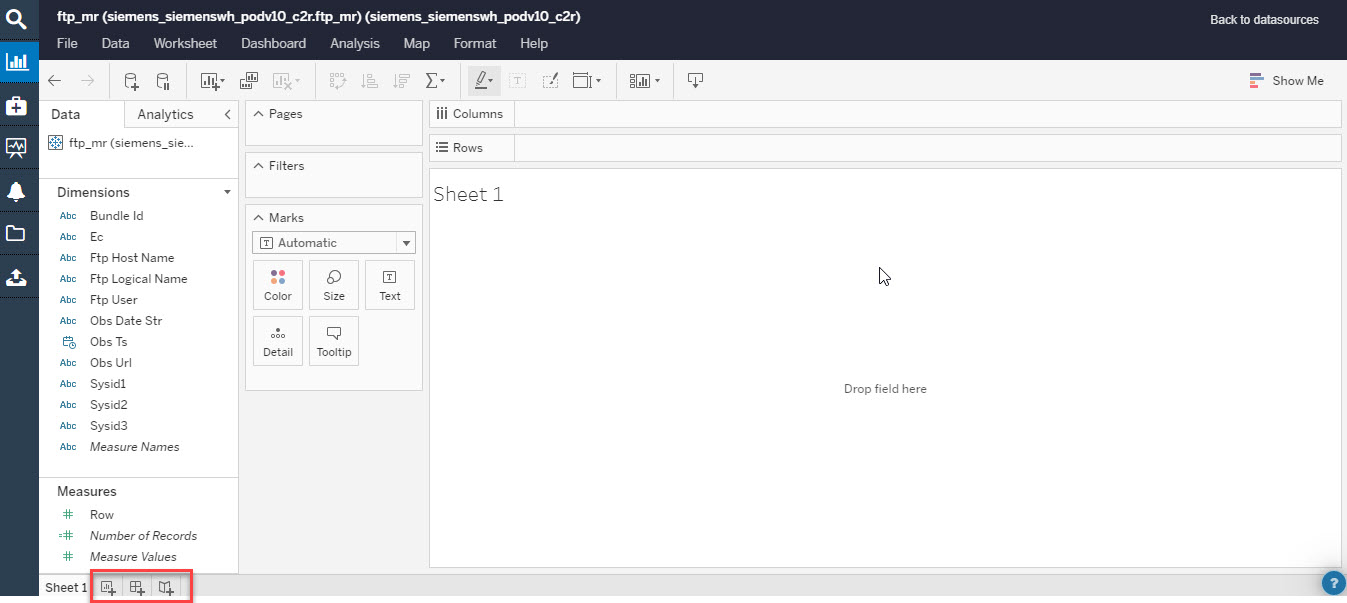 ftp_mr (siemens_siemenswh_podv10_c2r.ftp_mr) (siemens_siemenswh_podv10_c2r)
Back to datasources
File Data Worksheet Dashboard Analysis Map Format Help
Show Me
Data Analytics
ftp_mr (siemens_sie...
Dimensions
Abc Bundle Id
Abc Ec
Abc Ftp Host Name
Abc Ftp Logical Name
Abc Ftp User
Abc Obs Date Str
Obs Ts
Abc Obs Url
Abc Sysid1
Abc Sysid2
Abc Sysid3
Abc Measure Names
Measures
# Row
=# Number of Records
# Measure Values
Pages
Filters
Marks
T Automatic
Color Size Text
Detail Tooltip
Columns
Rows
Sheet 1
Drop field here
Sheet 1
?